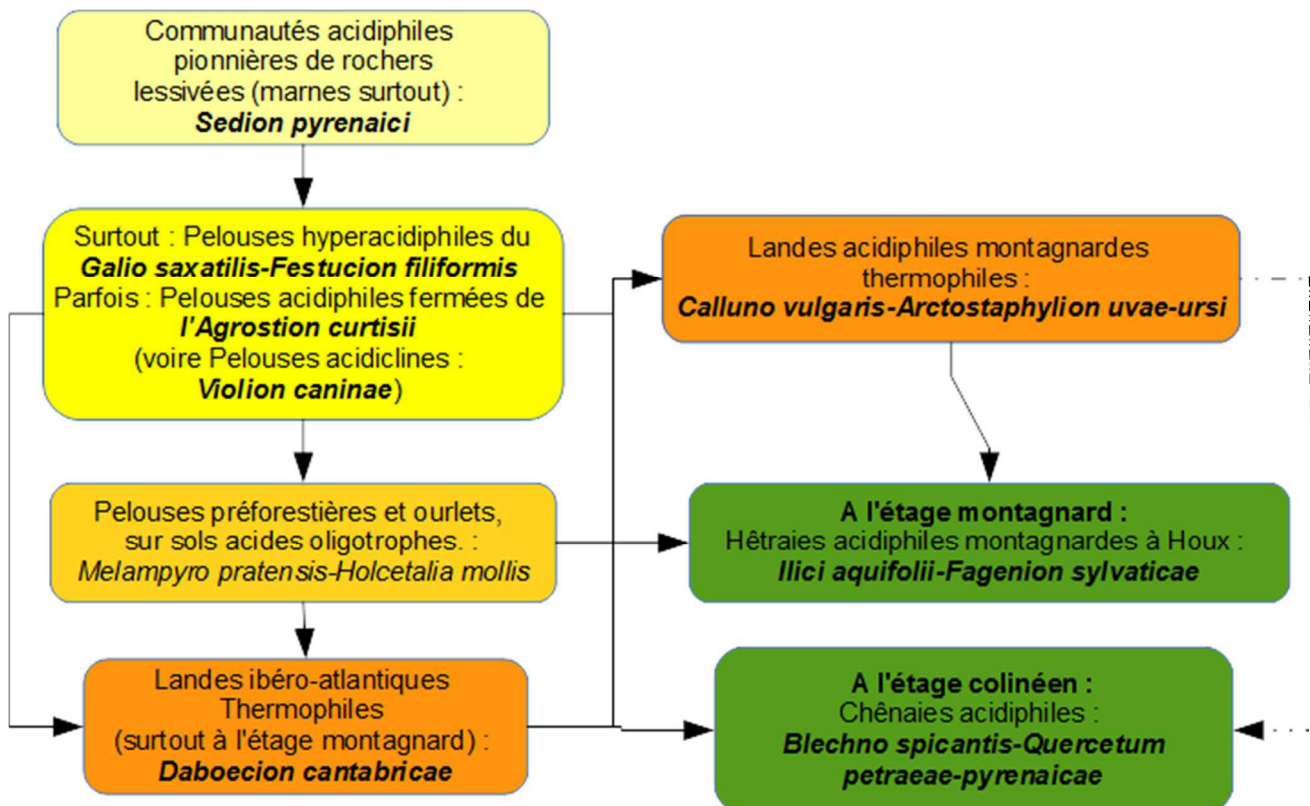 Communautés acidiphiles
pionnières de rochers
lessivées (marnes surtout) :
Sedion pyrenaici
Surtout : Pelouses hyperacidiphiles du
Galio saxatilis-Festucion filiformis
Parfois : Pelouses acidiphiles fermées de
l'Agrostion curtisii
(voire Pelouses acidiclines :
Violion caninae)
Pelouses préforestières et ourlets,
sur sols acides oligotrophes. :
Melampyro pratensis-Holcetalia mollis
Landes ibéro-atlantiques
Thermophiles
(surtout à l'étage montagnard) :
Daboecion cantabricae
Landes acidiphiles montagnardes
thermophiles :
Calluno vulgaris-Arctostaphylion uvae-ursi
A l'étage montagnard :
Hêtraies acidiphiles montagnardes à Houx :
Ilici aquifolii-Fagenion sylvaticae
A l'étage colinéen :
Chênaies acidiphiles :
Blechno spicantis-Quercetum
petraeae-pyrenaicae